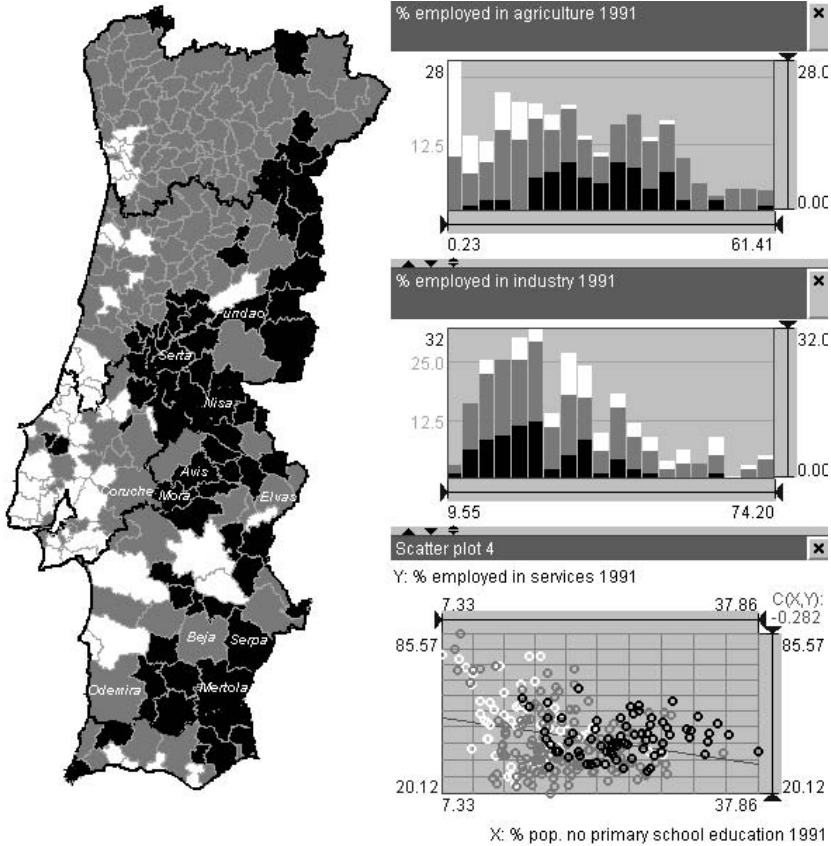 Fundao
Serta
Nisa
Avis
Mora
Coruche
Elvas
Beja
Serpa
Odemira
Mertola
% employed in agriculture 1991
28
28.0
12.5
0.00
0.23
61.41
% employed in industry 1991
32
32.0
25.0
12.5
0.00
9.55
74.20
Scatter plot 4
Y: % employed in services 1991
7.33
37.86
C(X,Y):
-0.282
85.57
85.57
20.12
20.12
7.33
37.86
X: % pop. no primary school education 1991